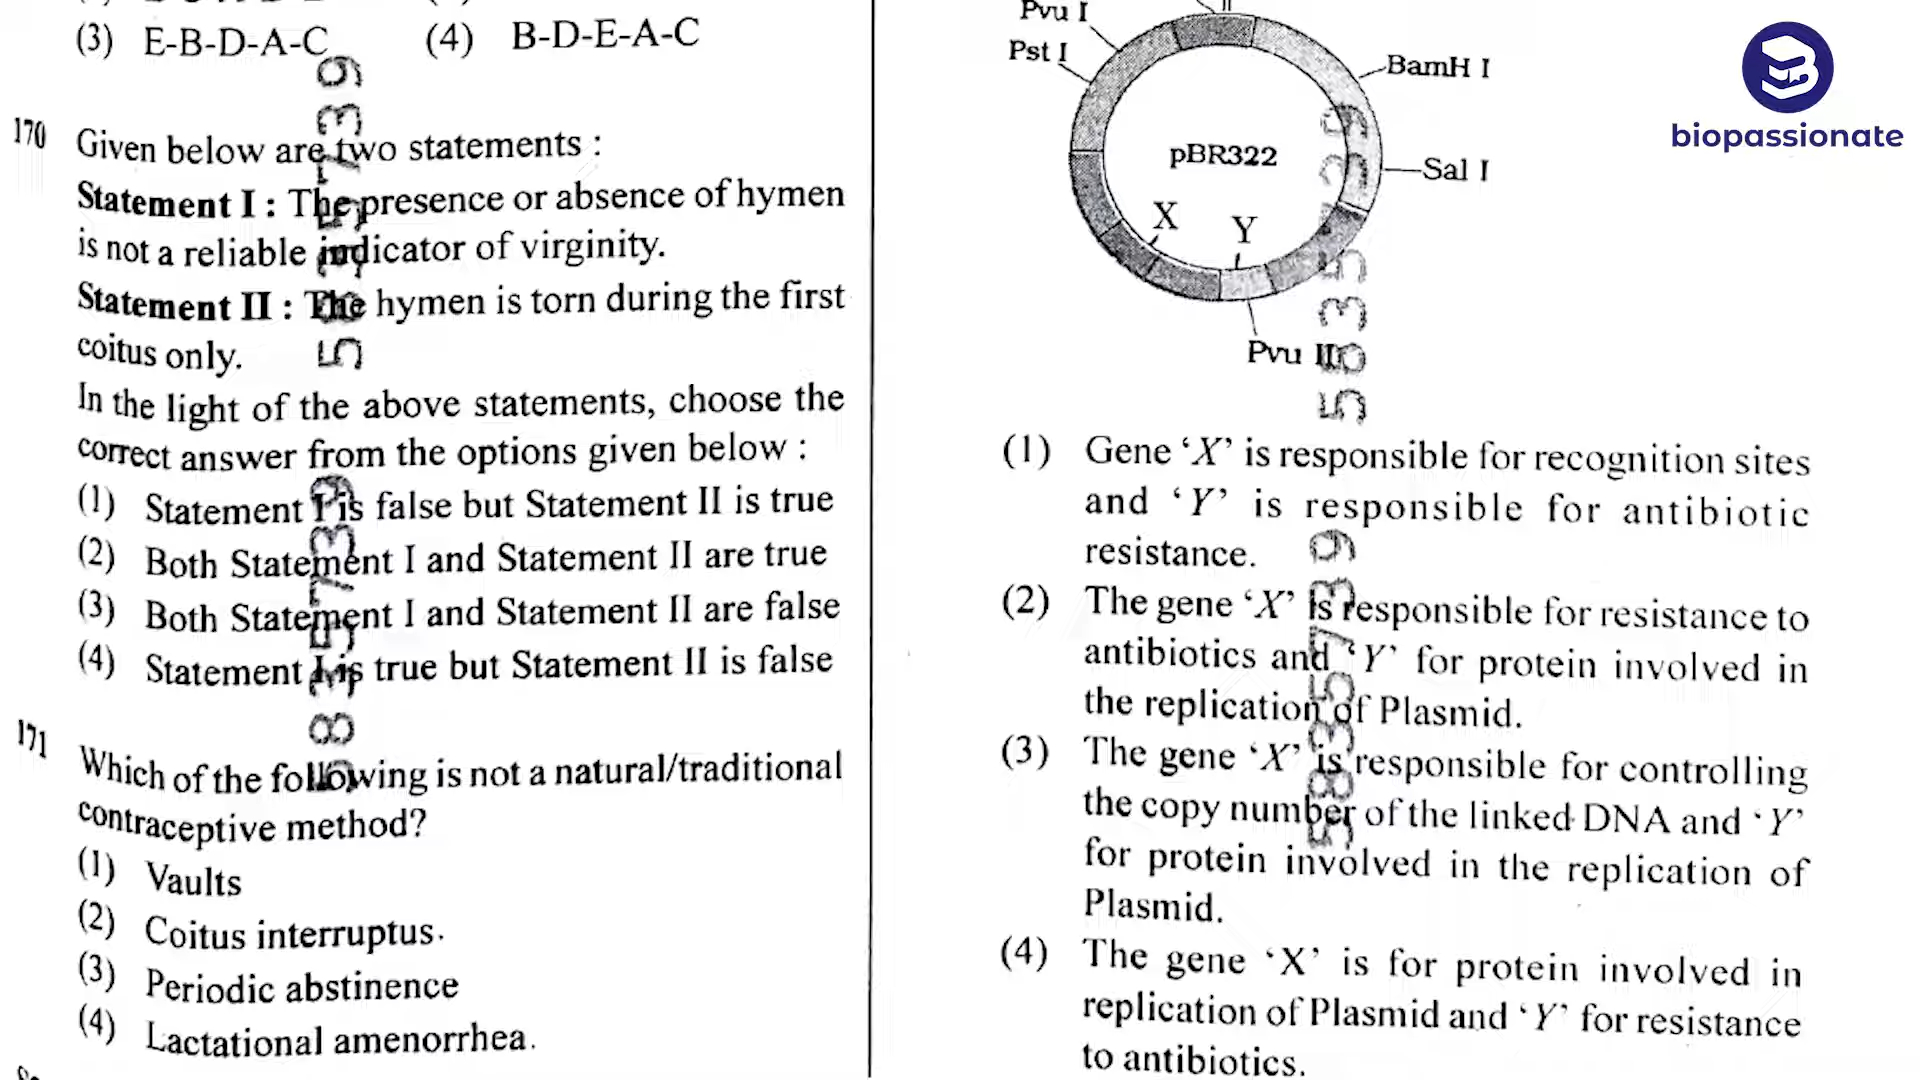 (3) E-B-D-A-C (4) B-D-E-A-C
170 Given below are two statements :
Statement I : The presence or absence of hymen
is not a reliable indicator of virginity.
Statement II : The hymen is torn during the first
coitus only.
In the light of the above statements, choose the
correct answer from the options given below :
(1) Statement I is false but Statement II is true
(2) Both Statement I and Statement II are true
(3) Both Statement I and Statement II are false
(4) Statement I is true but Statement II is false
171 Which of the following is not a natural/traditional
contraceptive method?
(1) Vaults
(2) Coitus interruptus.
(3) Periodic abstinence
(4) Lactational amenorrhea.
Pvu I
Pst I
BamH I
Sal I
pBR322
X
Y
Pvu II
(1) Gene ‘X’ is responsible for recognition sites
and ‘Y’ is responsible for antibiotic
resistance.
(2) The gene ‘X’ is responsible for resistance to
antibiotics and ‘Y’ for protein involved in
the replication of Plasmid.
(3) The gene ‘X’ is responsible for controlling
the copy number of the linked DNA and ‘Y’
for protein involved in the replication of
Plasmid.
(4) The gene ‘X’ is for protein involved in
replication of Plasmid and ‘Y’ for resistance
to antibiotics.
biopassionate